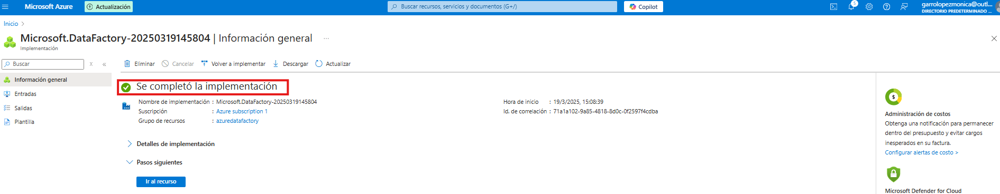 Microsoft Azure
Actualización
Buscar recursos, servicios y documentos (G+/)
Copilot
5
garrolopezmonica@outl...
DIRECTORIO PREDETERMINADO ...
Inicio >
Microsoft.DataFactory-20250319145804 | Información general ...
Implementación
Buscar
Eliminar
Cancelar
Volver a implementar
Descargar
Actualizar
Información general
Entradas
Salidas
Plantilla
Se completó la implementación
Nombre de implementación : Microsoft.DataFactory-20250319145804
Suscripción : Azure subscription 1
Grupo de recursos : azuredatafactory
Hora de inicio : 19/3/2025, 15:08:39
Id. de correlación : 71a1a102-9a85-4818-8d0c-0f2597f4cdba
Detalles de implementación
Pasos siguientes
Ir al recurso
Administración de costos
Obtenga una notificación para permanecer
dentro del presupuesto y evitar cargos
inesperados en su factura.
Configurar alertas de costo >
Microsoft Defender for Cloud